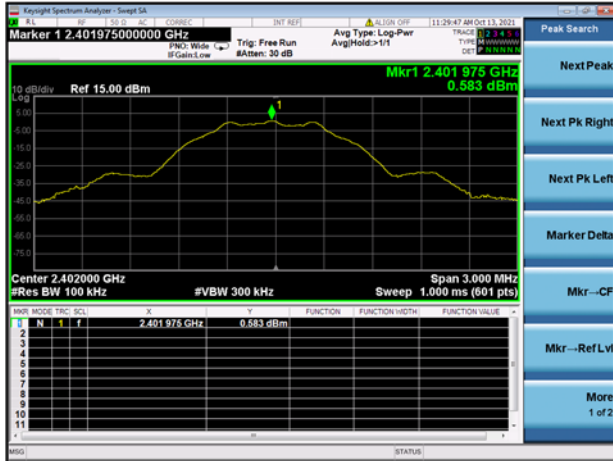 Keysight Spectrum Analyzer - Swept SA
RL RF 50 Ω AC CORREC INT REF ALIGN OFF 11:29:47 AM Oct 13, 2021
Marker 1 2.401975000000 GHz
PNO: Wide
IFGain:Low
Trig: Free Run
#Atten: 30 dB
Avg Type: Log-Pwr
Avg|Hold:>1/1
TRACE 1 2 3 4 5 6
TYPE MWWWWW
DET P NNNNN
Mkr1 2.401 975 GHz
0.583 dBm
10 dB/div Ref 15.00 dBm
Log
1
5.00
-5.00
-15.0
-25.0
-35.0
-45.0
-55.0
-65.0
-75.0
Center 2.402000 GHz Span 3.000 MHz
#Res BW 100 kHz #VBW 300 kHz Sweep 1.000 ms (601 pts)
MKR MODE TRC SCL X Y FUNCTION FUNCTION WIDTH FUNCTION VALUE
1 N 1 f 2.401 975 GHz 0.583 dBm
2
3
4
5
6
7
8
9
10
11
MSG STATUS
Peak Search
Next Peak
Next Pk Right
Next Pk Left
Marker Delta
Mkr→CF
Mkr→Ref Lvl
More
1 of 2